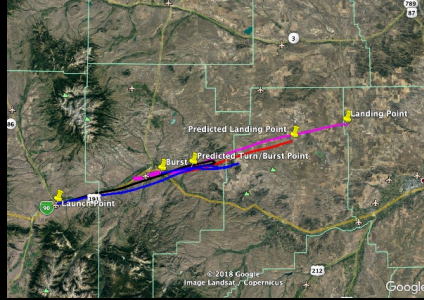 789
87
3
Landing Point
Predicted Landing Point
86
Burst
Predicted Turn/Burst Point
191
Launch Point
90
© 2018 Google
Image Landsat / Copernicus
212
Google